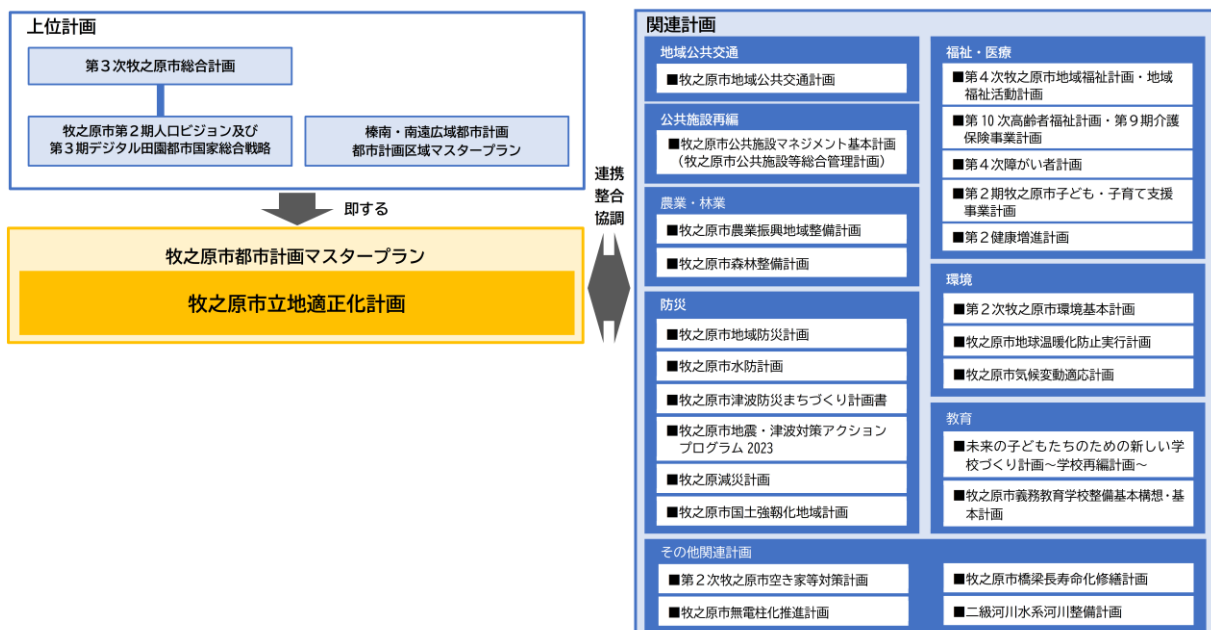 上位計画
第3次牧之原市総合計画
牧之原市第2期人口ビジョン及び
第3期デジタル田園都市国家総合戦略
榛南・南遠広域都市計画
都市計画区域マスタープラン
即する
牧之原市都市計画マスタープラン
牧之原市立地適正化計画
連携
整合
協調
関連計画
地域公共交通
■牧之原市地域公共交通計画
公共施設再編
■牧之原市公共施設マネジメント基本計画
(牧之原市公共施設等総合管理計画)
農業・林業
■牧之原市農業振興地域整備計画
■牧之原市森林整備計画
防災
■牧之原市地域防災計画
■牧之原市水防計画
■牧之原市津波防災まちづくり計画書
■牧之原市地震・津波対策アクション
プログラム 2023
■牧之原減災計画
■牧之原市国土強靱化地域計画
福祉・医療
■第4次牧之原市地域福祉計画・地域
福祉活動計画
■第10次高齢者福祉計画・第9期介護
保険事業計画
■第4次障がい者計画
■第2期牧之原市子ども・子育て支援
事業計画
■第2健康増進計画
環境
■第2次牧之原市環境基本計画
■牧之原市地球温暖化防止実行計画
■牧之原市気候変動適応計画
教育
■未来の子どもたちのための新しい学
校づくり計画～学校再編計画～
■牧之原市義務教育学校整備基本構想・基
本計画
その他関連計画
■第2次牧之原市空き家等対策計画
■牧之原市無電柱化推進計画
■牧之原市橋梁長寿命化修繕計画
■二級河川水系河川整備計画